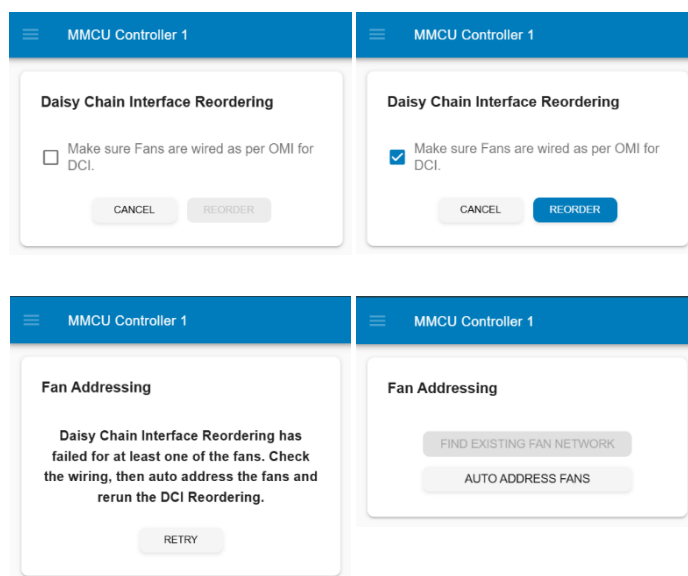 MMCU Controller 1
Daisy Chain Interface Reordering
Make sure Fans are wired as per OMI for
DCI.
CANCEL
REORDER
MMCU Controller 1
Daisy Chain Interface Reordering
Make sure Fans are wired as per OMI for
DCI.
CANCEL
REORDER
MMCU Controller 1
Fan Addressing
Daisy Chain Interface Reordering has
failed for at least one of the fans. Check
the wiring, then auto address the fans and
rerun the DCI Reordering.
RETRY
MMCU Controller 1
Fan Addressing
FIND EXISTING FAN NETWORK
AUTO ADDRESS FANS